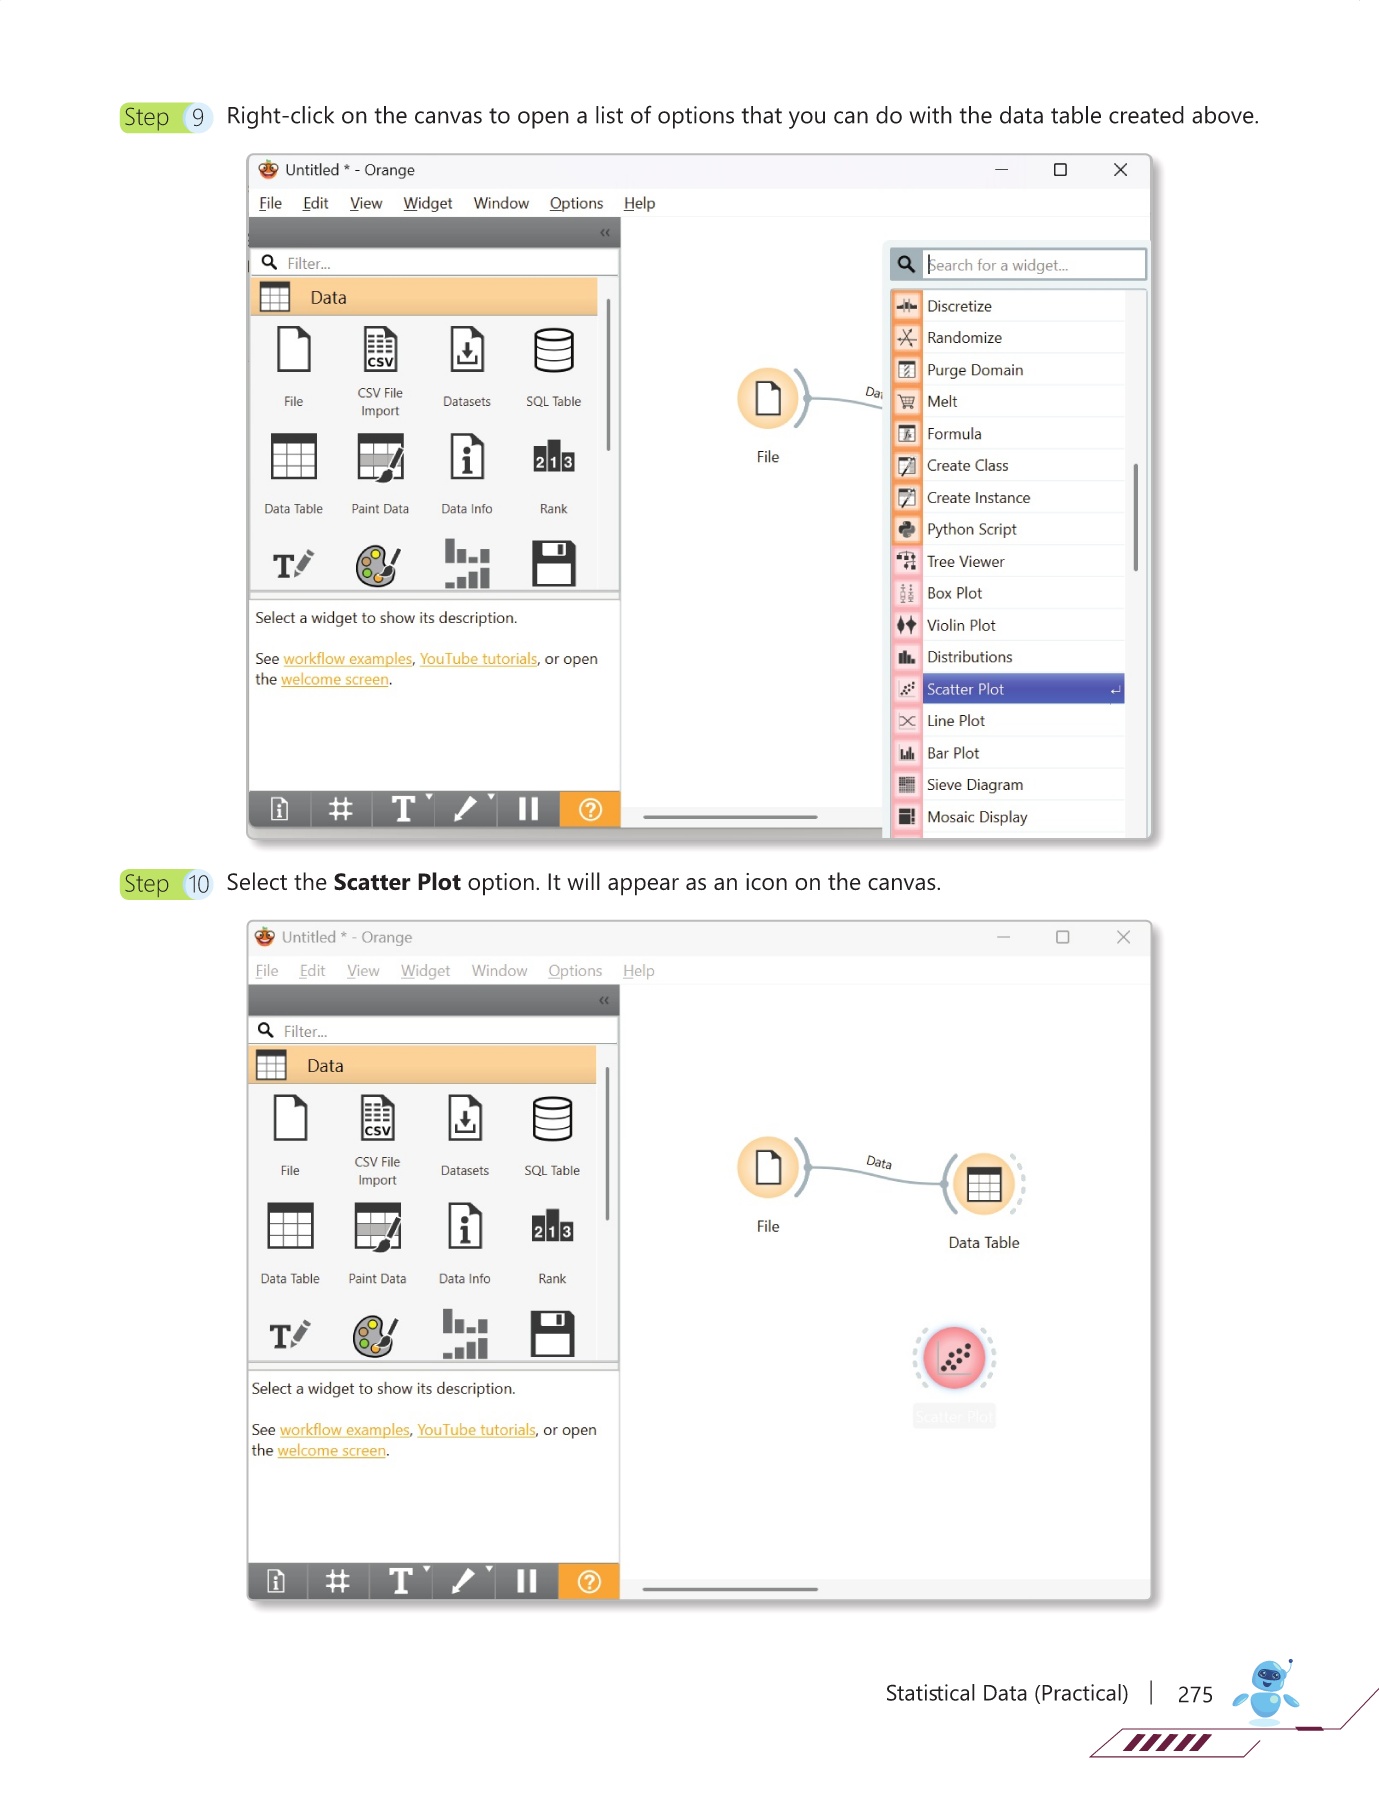 Step 9 Right-click on the canvas to open a list of options that you can do with the data table created above.
Untitled * - Orange
File Edit View Widget Window Options Help
Filter...
Data
File CSV File Import Datasets SQL Table
Data Table Paint Data Data Info Rank
Select a widget to show its description.
See workflow examples, YouTube tutorials, or open
the welcome screen.
File
Dat
Search for a widget...
Discretize
Randomize
Purge Domain
Melt
Formula
Create Class
Create Instance
Python Script
Tree Viewer
Box Plot
Violin Plot
Distributions
Scatter Plot
Line Plot
Bar Plot
Sieve Diagram
Mosaic Display
Step 10 Select the Scatter Plot option. It will appear as an icon on the canvas.
Untitled * - Orange
File Edit View Widget Window Options Help
Filter...
Data
File CSV File Import Datasets SQL Table
Data Table Paint Data Data Info Rank
Select a widget to show its description.
See workflow examples, YouTube tutorials, or open
the welcome screen.
Data
File
Data Table
Scatter Plot
Statistical Data (Practical) | 275